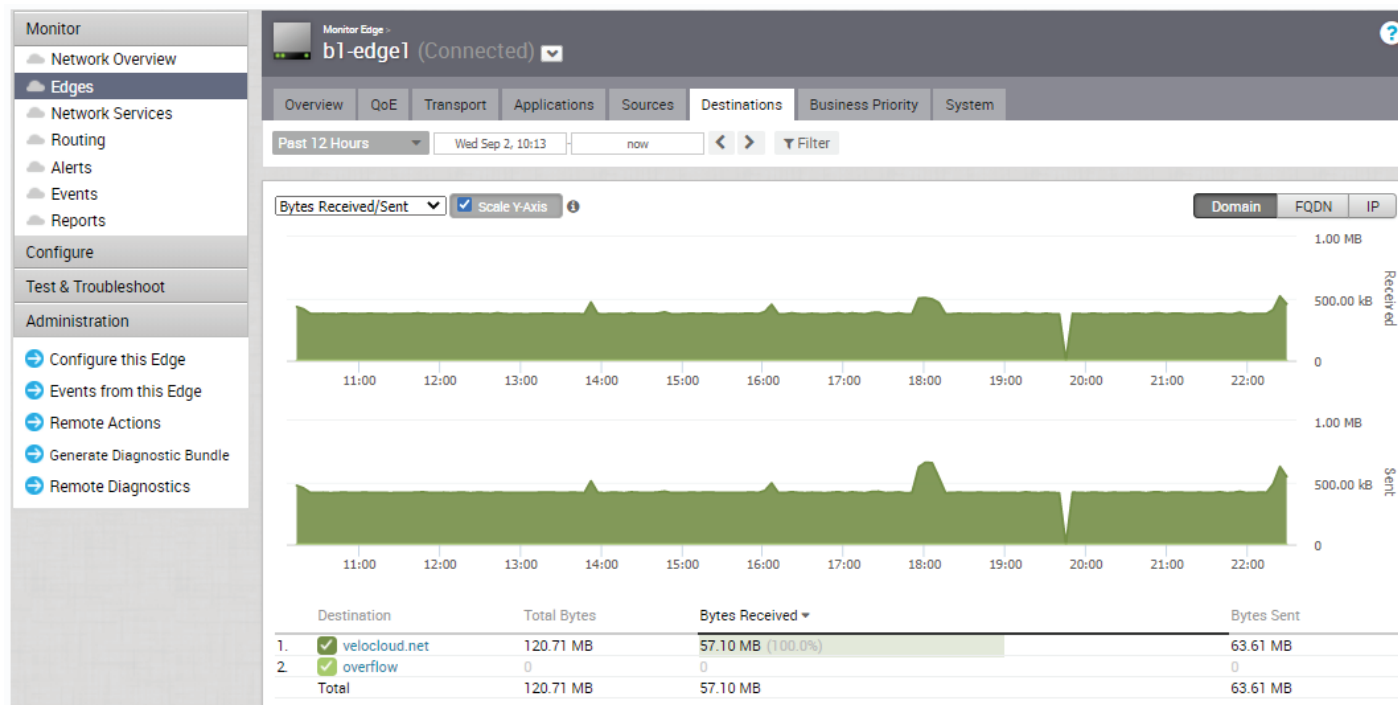 Monitor
Network Overview
Edges
Network Services
Routing
Alerts
Events
Reports
Configure
Test & Troubleshoot
Administration
Configure this Edge
Events from this Edge
Remote Actions
Generate Diagnostic Bundle
Remote Diagnostics
Monitor Edge >
b1-edge1 (Connected)
?
Overview QoE Transport Applications Sources Destinations Business Priority System
Past 12 Hours Wed Sep 2, 10:13 - now Filter
Bytes Received/Sent Scale Y-Axis Domain FQDN IP
1.00 MB
500.00 kB
0
Received
11:00 12:00 13:00 14:00 15:00 16:00 17:00 18:00 19:00 20:00 21:00 22:00
1.00 MB
500.00 kB
0
Sent
11:00 12:00 13:00 14:00 15:00 16:00 17:00 18:00 19:00 20:00 21:00 22:00
Destination Total Bytes Bytes Received Bytes Sent
1. velocloud.net 120.71 MB 57.10 MB (100.0%) 63.61 MB
2 overflow 0 0 0
Total 120.71 MB 57.10 MB 63.61 MB